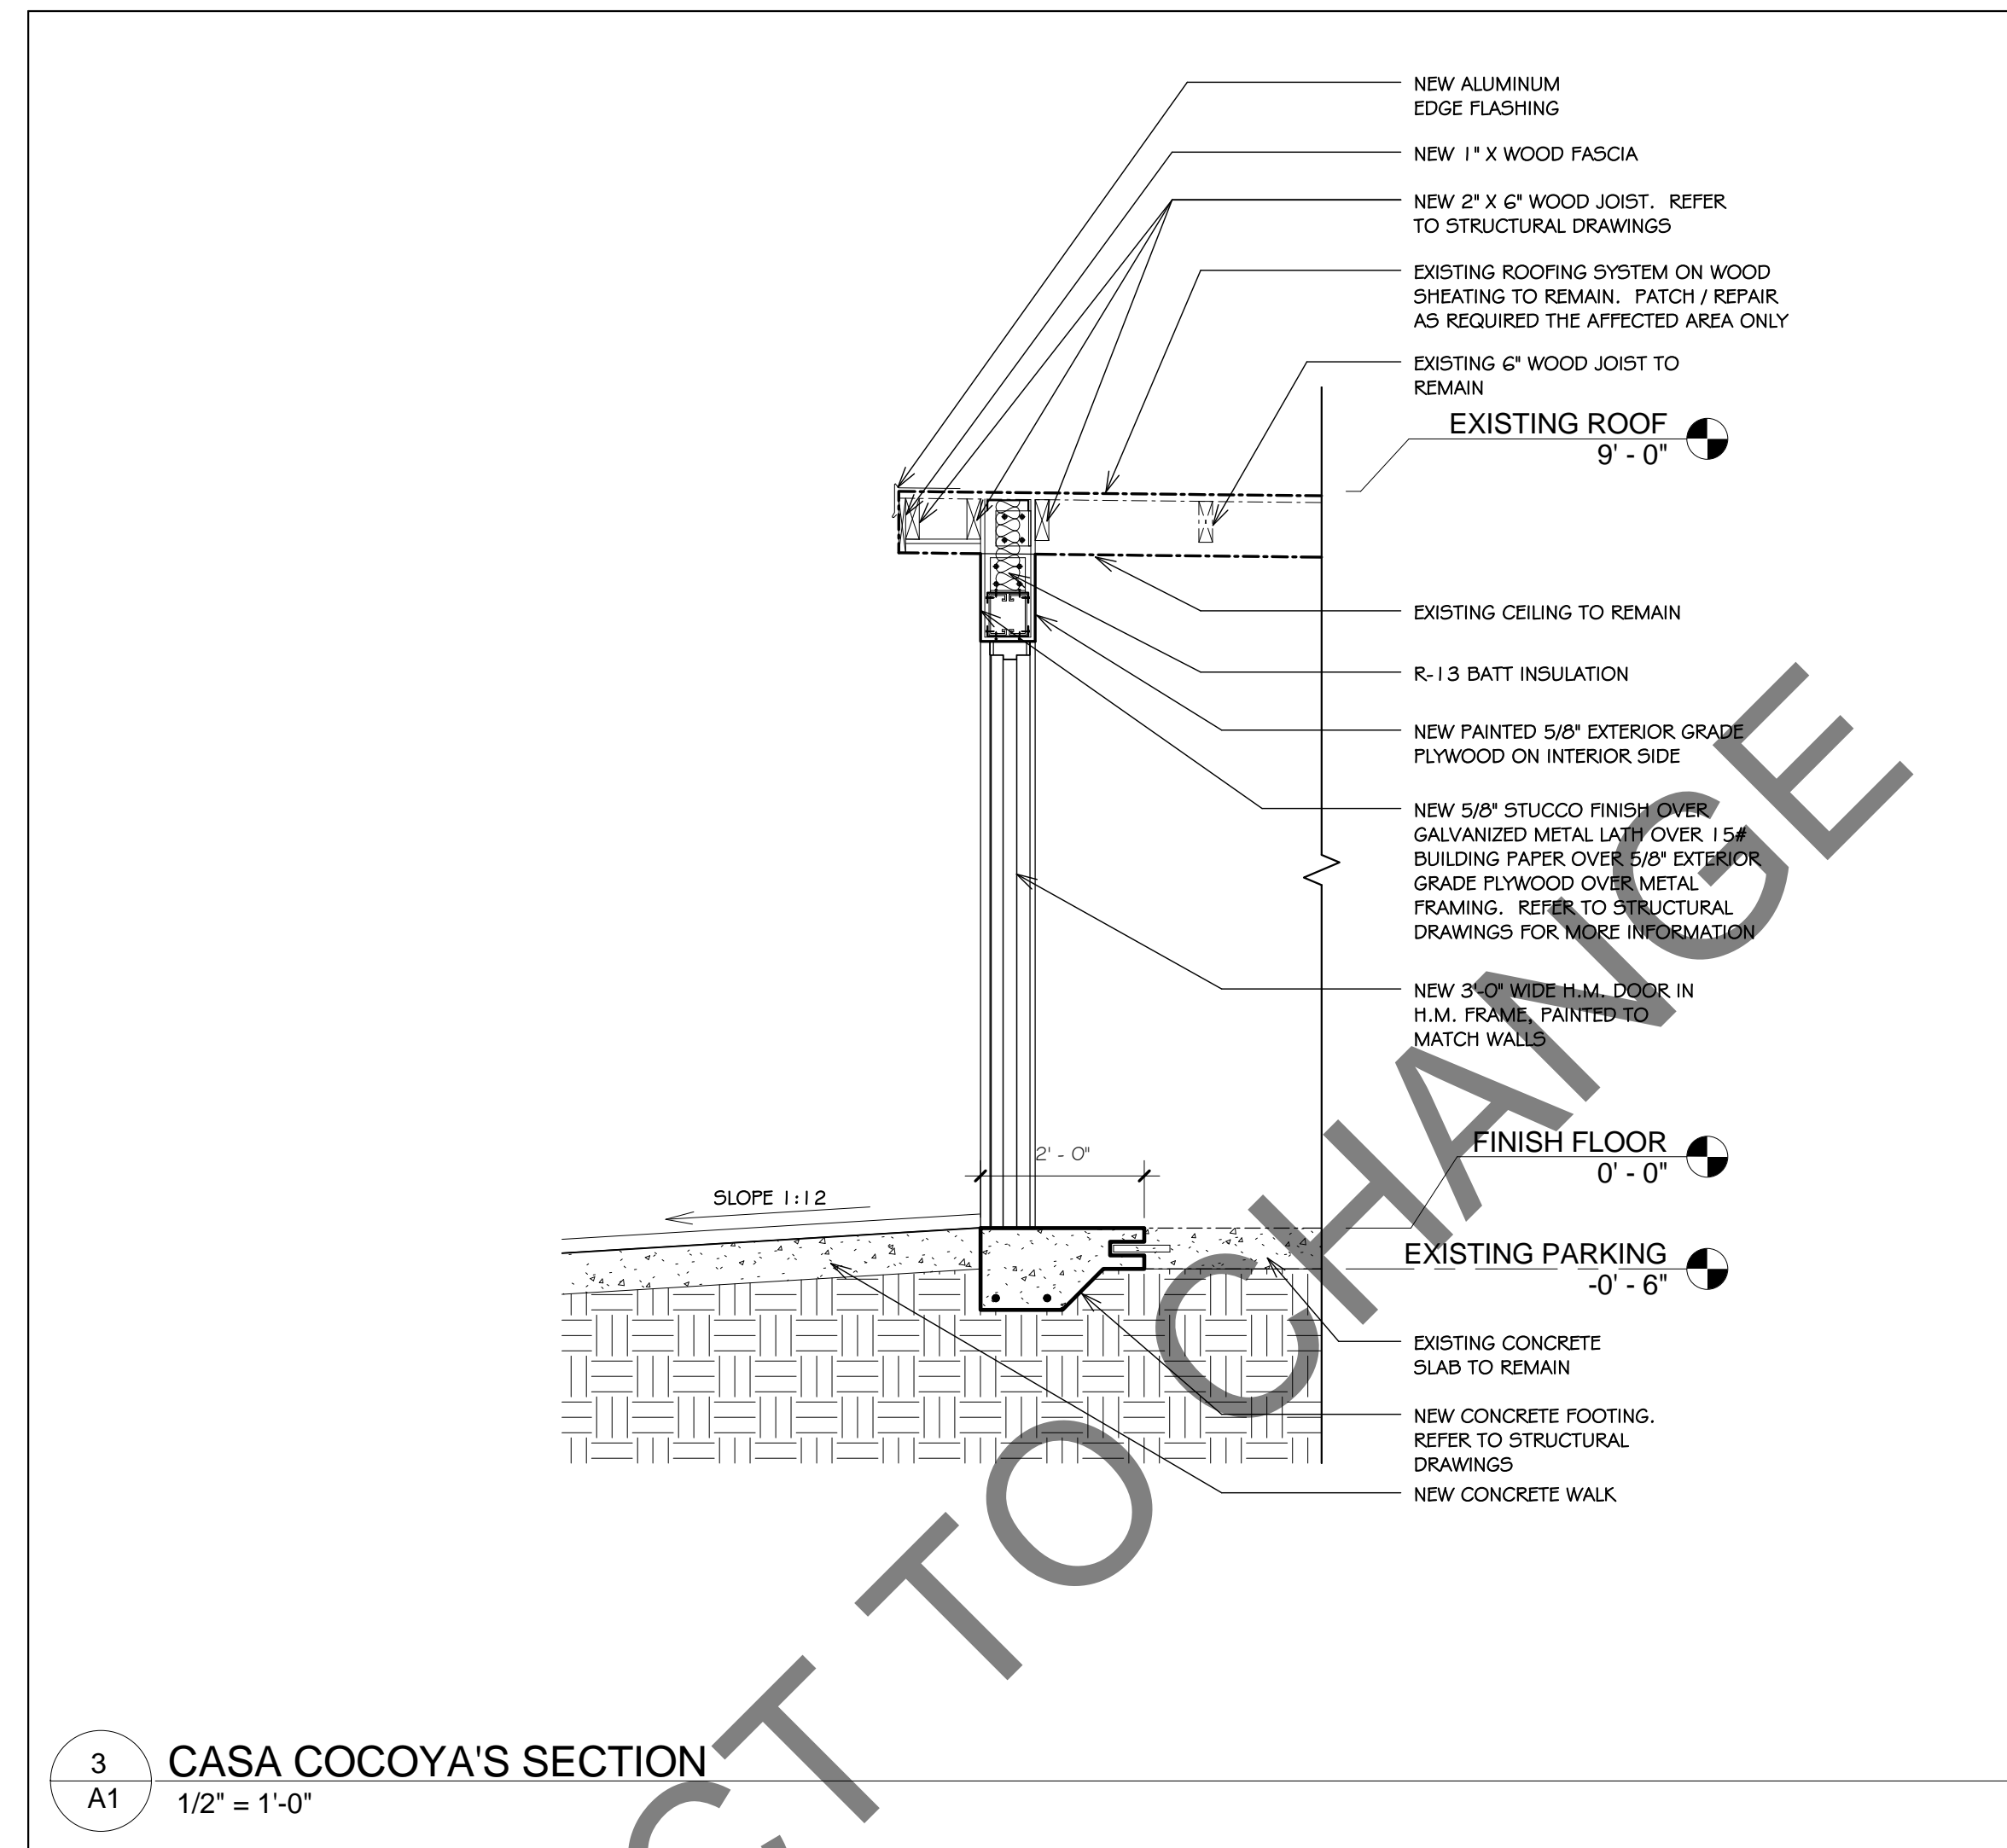 NEW ALUMINUM
EDGE FLASHING
NEW 1" X WOOD FASCIA
NEW 2" X 6" WOOD JOIST. REFER
TO STRUCTURAL DRAWINGS
EXISTING ROOFING SYSTEM ON WOOD
SHEATING TO REMAIN. PATCH / REPAIR
AS REQUIRED THE AFFECTED AREA ONLY
EXISTING 6" WOOD JOIST TO
REMAIN
EXISTING ROOF
9' - 0"
EXISTING CEILING TO REMAIN
R-13 BATT INSULATION
NEW PAINTED 5/8" EXTERIOR GRADE
PLYWOOD ON INTERIOR SIDE
NEW 5/8" STUCCO FINISH OVER
GALVANIZED METAL LATH OVER 15#
BUILDING PAPER OVER 5/8" EXTERIOR
GRADE PLYWOOD OVER METAL
FRAMING. REFER TO STRUCTURAL
DRAWINGS FOR MORE INFORMATION
NEW 3'-0" WIDE H.M. DOOR IN
H.M. FRAME, PAINTED TO
MATCH WALLS
FINISH FLOOR
0' - 0"
2' - 0"
SLOPE 1:12
EXISTING PARKING
-0' - 6"
EXISTING CONCRETE
SLAB TO REMAIN
NEW CONCRETE FOOTING.
REFER TO STRUCTURAL
DRAWINGS
NEW CONCRETE WALK
3
A1
CASA COCOYA'S SECTION
1/2" = 1'-0"
CT TO CHANGE